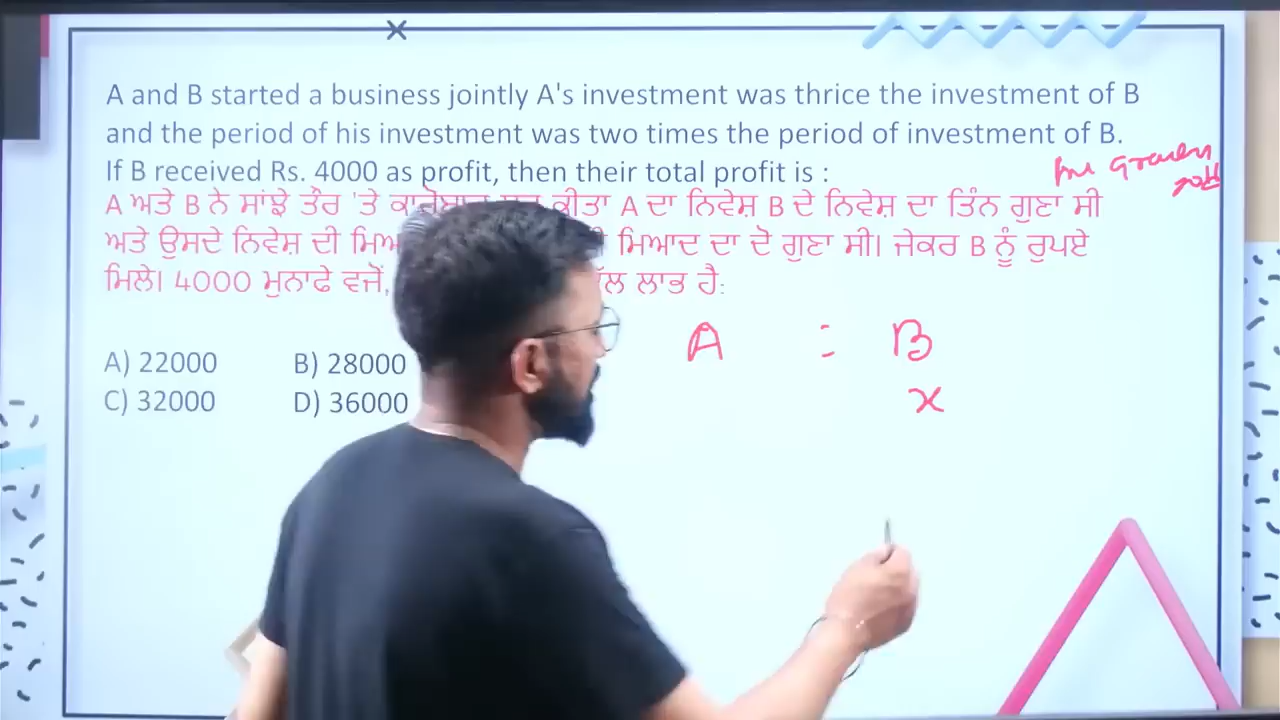 A and B started a business jointly A's investment was thrice the investment of B
and the period of his investment was two times the period of investment of B.
If B received Rs. 4000 as profit, then their total profit is :
A ਅਤੇ B ਨੇ ਸਾਂਝੇ ਤੌਰ 'ਤੇ ਕੀਤਾ A ਦਾ ਨਿਵੇਸ਼ B ਦੇ ਨਿਵੇਸ਼ ਦਾ ਤਿੰਨ ਗੁਣਾ ਸੀ
ਅਤੇ ਉਸਦੇ ਨਿਵੇਸ਼ ਦੀ ਮਿਆਦ ਦਾ ਦੋ ਗੁਣਾ ਸੀ। ਜੇਕਰ B ਨੂੰ ਰੁਪਏ
ਮਿਲੇ। 4000 ਮੁਨਾਫੇ ਵਜੋਂ, ਲਾਭ ਹੈ:
A) 22000 B) 28000
C) 32000 D) 36000
A : B
x